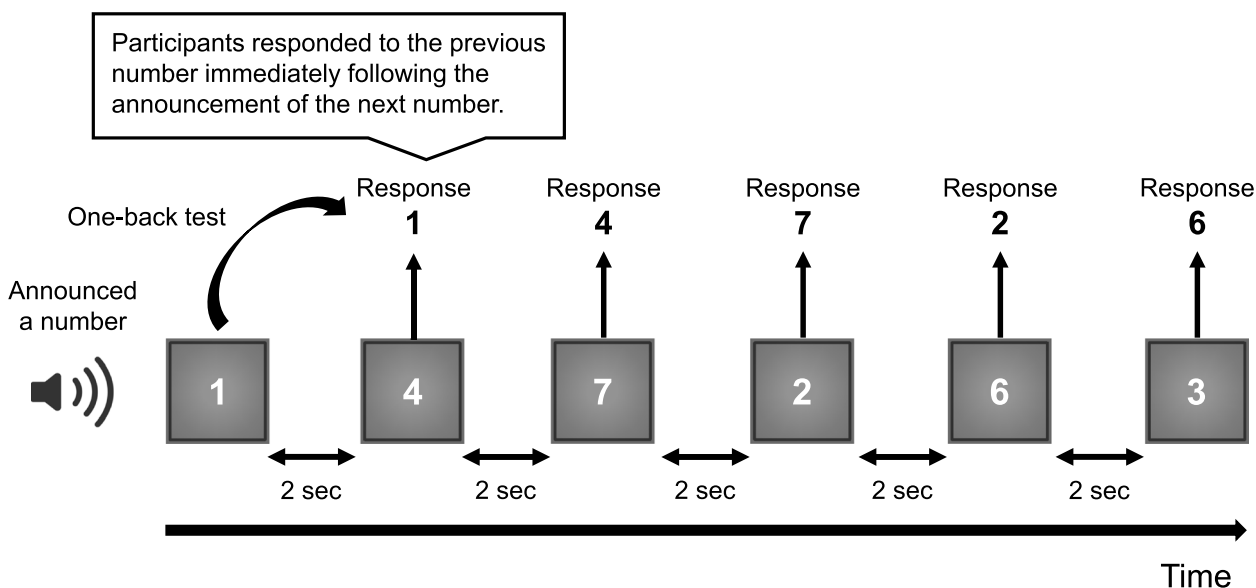 Participants responded to the previous
number immediately following the
announcement of the next number.
Response Response Response Response Response
1 4 7 2 6
One-back test
Announced
a number
1 4 7 2 6 3
2 sec 2 sec 2 sec 2 sec 2 sec
Time